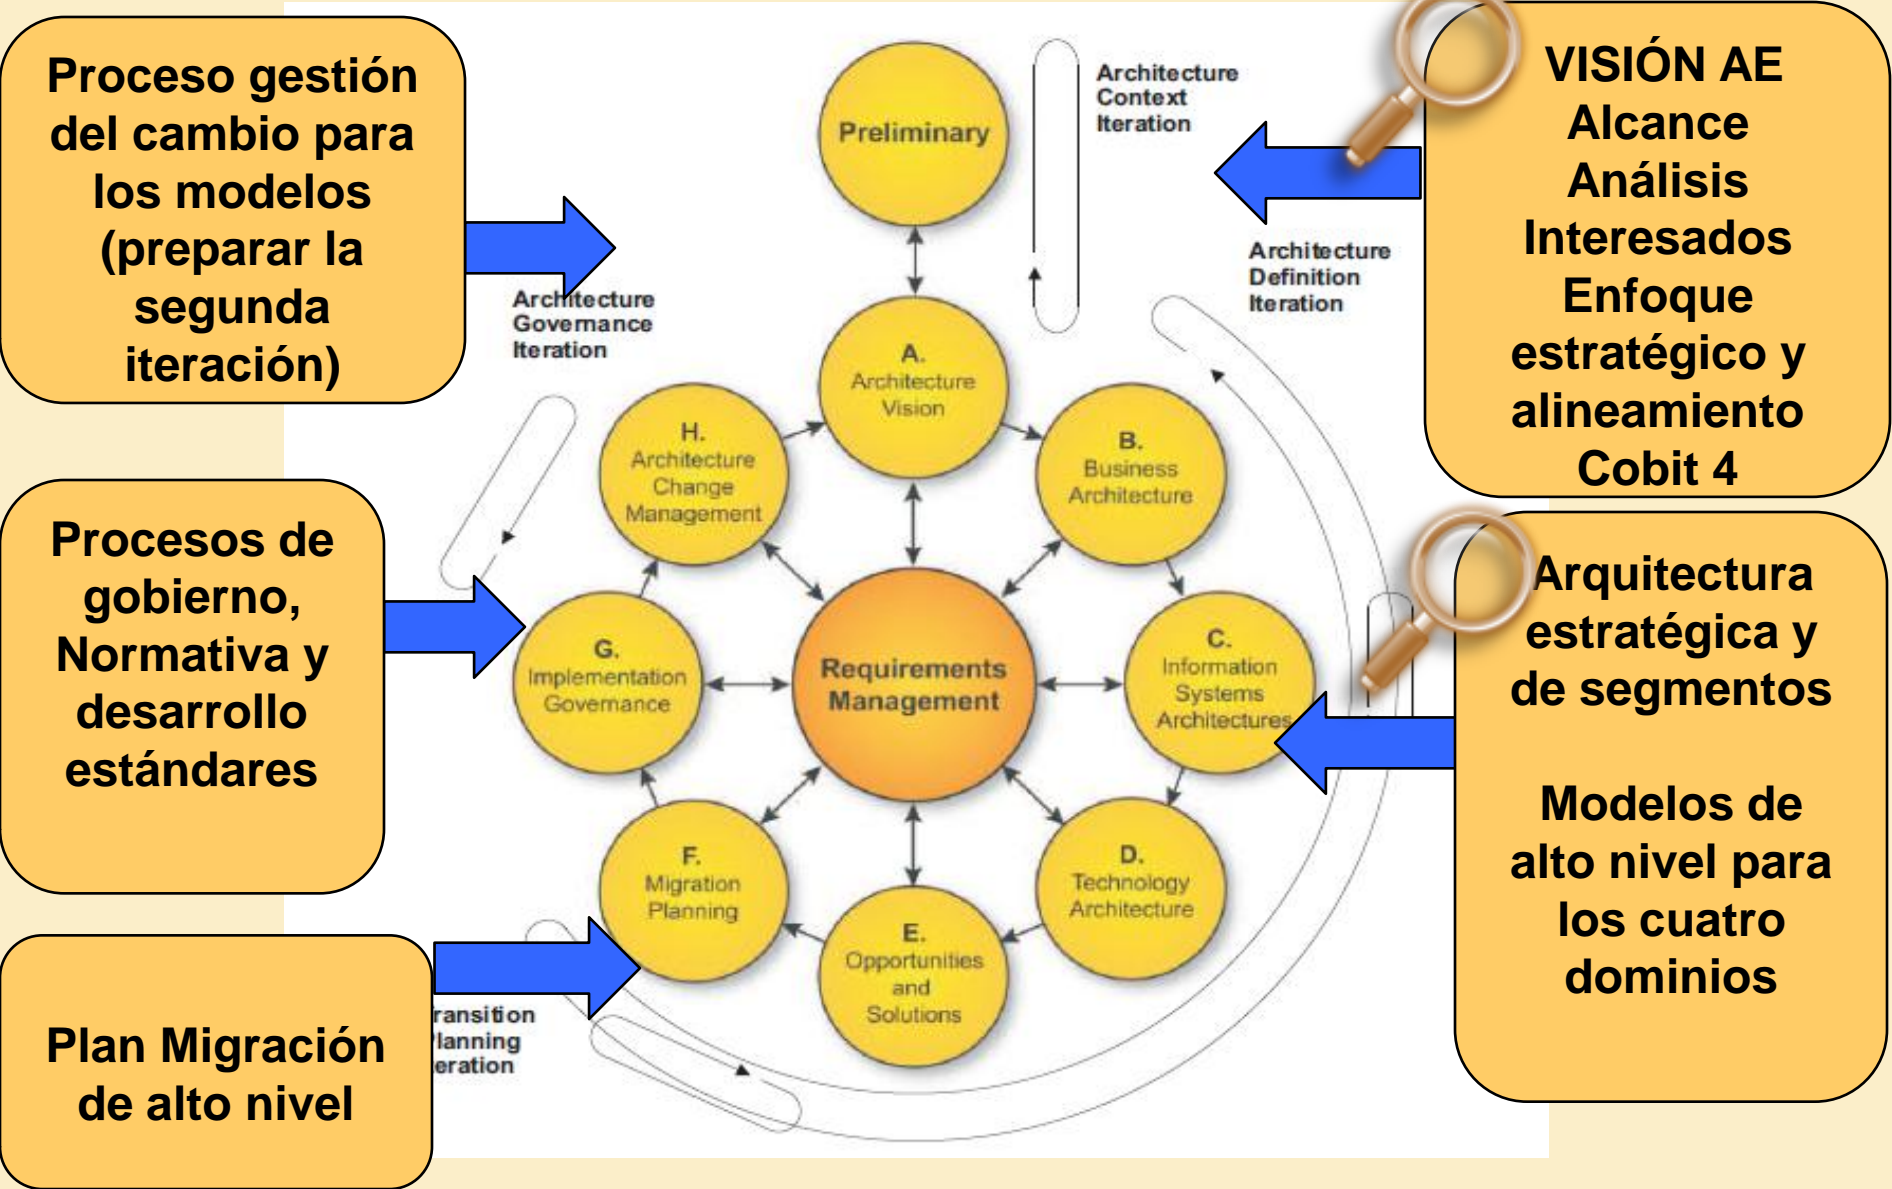 Proceso gestión
del cambio para
los modelos
(preparar la
segunda
iteración)
Procesos de
gobierno,
Normativa y
desarrollo
estándares
Plan Migración
de alto nivel
Preliminary
Architecture
Context
Iteration
Architecture
Definition
Iteration
Architecture
Governance
Iteration
ransition
lanning
eration
A.
Architecture
Vision
B.
Business
Architecture
C.
Information
Systems
Architectures
D.
Technology
Architecture
E.
Opportunities
and
Solutions
F.
Migration
Planning
G.
Implementation
Governance
H.
Architecture
Change
Management
Requirements
Management
VISIÓN AE
Alcance
Análisis
Interesados
Enfoque
estratégico y
alineamiento
Cobit 4
Arquitectura
estratégica y
de segmentos
Modelos de
alto nivel para
los cuatro
dominios